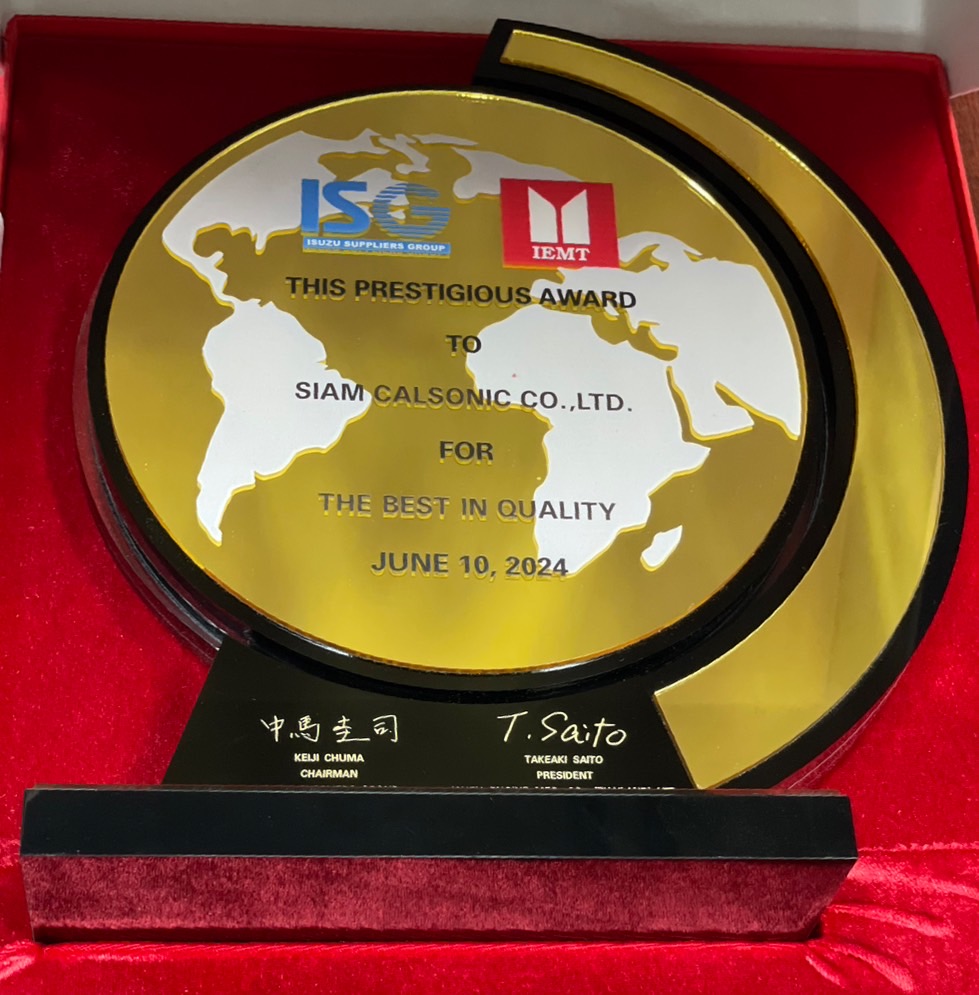 ISG
ISUZU SUPPLIERS GROUP
IEMT
THIS PRESTIGIOUS AWARD
TO
SIAM CALSONIC CO.,LTD.
FOR
THE BEST IN QUALITY
JUNE 10, 2024
中馬圭司
T. Saito
KEIJI CHUMA
TAKEAKI SAITO
CHAIRMAN
PRESIDENT